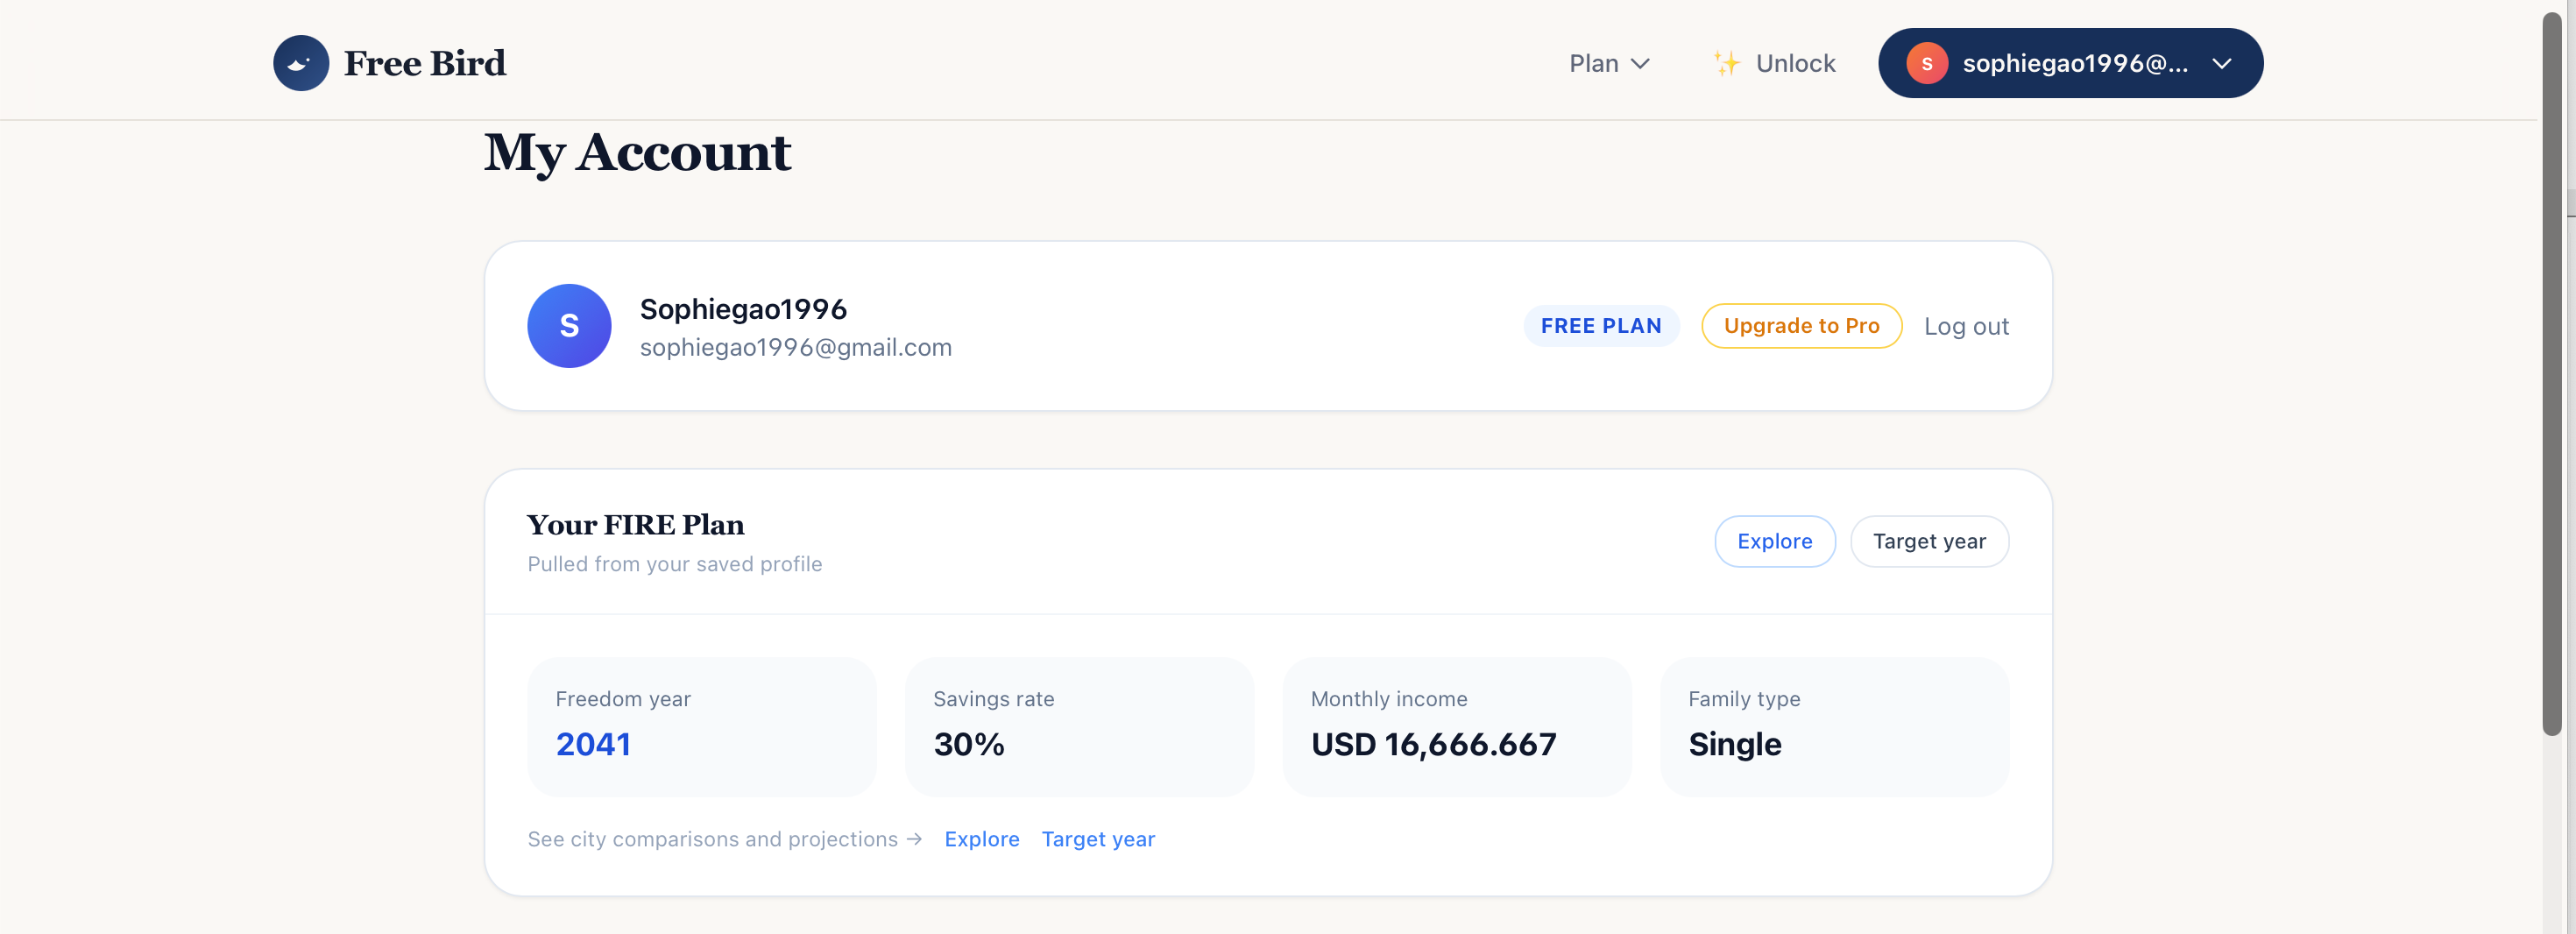 Free Bird
Plan
✨ Unlock
S
sophiegao1996@...
My Account
S
Sophiegao1996
sophiegao1996@gmail.com
FREE PLAN
Upgrade to Pro
Log out
Your FIRE Plan
Pulled from your saved profile
Explore
Target year
Freedom year
2041
Savings rate
30%
Monthly income
USD 16,666.667
Family type
Single
See city comparisons and projections → Explore Target year